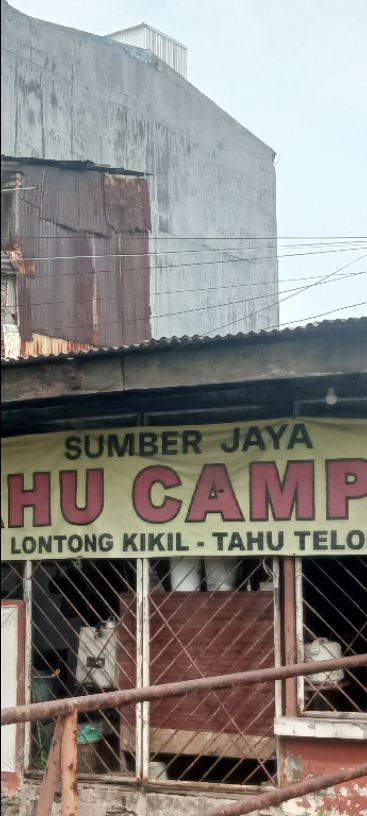 SUMBER JAYA
AHU CAMP
LONTONG KIKIL - TAHU TELO